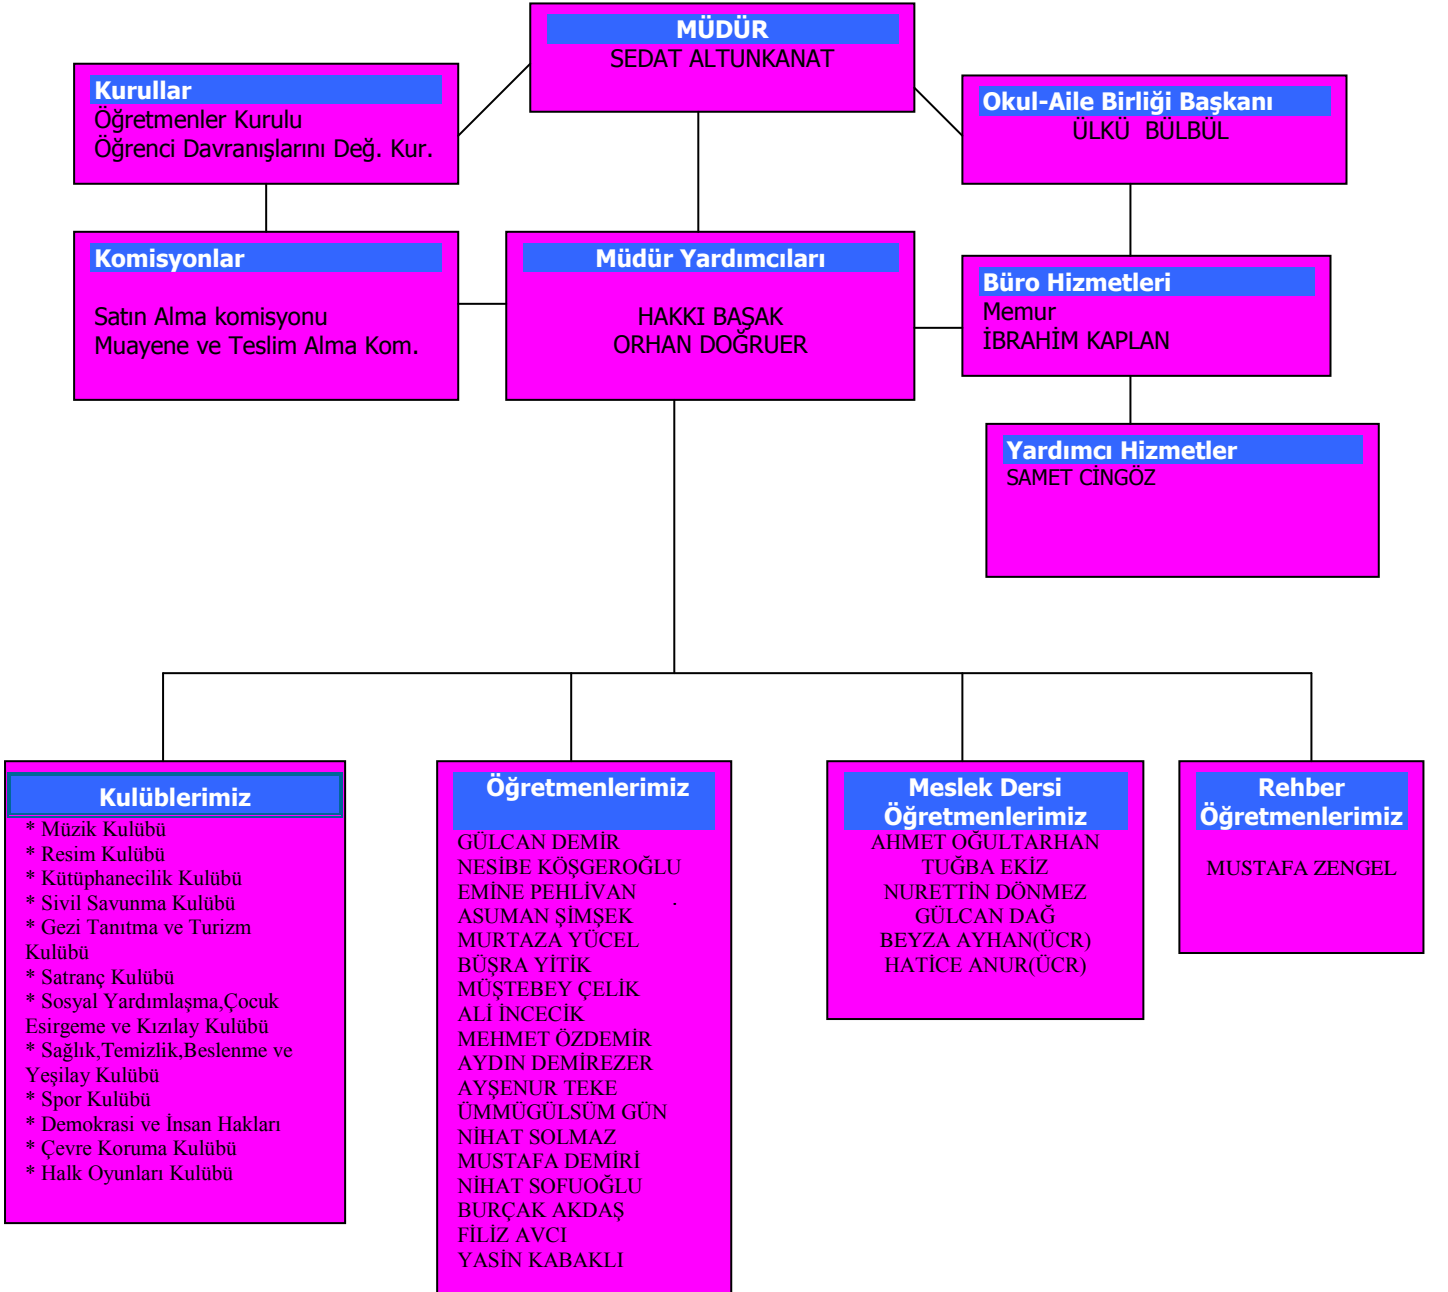 MÜDÜR
SEDAT ALTUNKANAT
Kurullar
Öğretmenler Kurulu
Öğrenci Davranışlarını Değ. Kur.
Okul-Aile Birliği Başkanı
ÜLKÜ BÜLBÜL
Komisyonlar
Satın Alma komisyonu
Muayene ve Teslim Alma Kom.
Müdür Yardımcıları
HAKKI BAŞAK
ORHAN DOĞRUER
Büro Hizmetleri
Memur
İBRAHİM KAPLAN
Yardımcı Hizmetler
SAMET CİNGÖZ
Kulüblerimiz
* Müzik Kulübü
* Resim Kulübü
* Kütüphanecilik Kulübü
* Sivil Savunma Kulübü
* Gezi Tanıtma ve Turizm
Kulübü
* Satranç Kulübü
* Sosyal Yardımlaşma,Çocuk
Esirgeme ve Kızılay Kulübü
* Sağlık,Temizlik,Beslenme ve
Yeşilay Kulübü
* Spor Kulübü
* Demokrasi ve İnsan Hakları
* Çevre Koruma Kulübü
* Halk Oyunları Kulübü
Öğretmenlerimiz
GÜLCAN DEMİR
NESİBE KÖŞGEROĞLU
EMİNE PEHLİVAN .
ASUMAN ŞİMŞEK
MURTAZA YÜCEL
BÜŞRA YİTİK
MÜŞTEBEY ÇELİK
ALİ İNCECİK
MEHMET ÖZDEMİR
AYDIN DEMİREZER
AYŞENUR TEKE
ÜMMÜGÜLSÜM GÜN
NİHAT SOLMAZ
MUSTAFA DEMİRİ
NİHAT SOFUOĞLU
BURÇAK AKDAŞ
FİLİZ AVCI
YASİN KABAKLI
Meslek Dersi
Öğretmenlerimiz
AHMET OĞULTARHAN
TUĞBA EKİZ
NURETTİN DÖNMEZ
GÜLCAN DAĞ
BEYZA AYHAN(ÜCR)
HATİCE ANUR(ÜCR)
Rehber
Öğretmenlerimiz
MUSTAFA ZENGEL